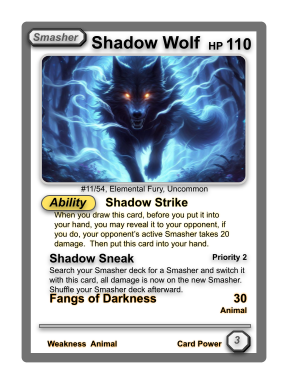 Smasher
Shadow Wolf HP 110
#11/54, Elemental Fury, Uncommon
Ability Shadow Strike
When you draw this card, before you put it into
your hand, you may reveal it to your opponent, if
you do, your opponent's active Smasher takes 20
damage. Then put this card into your hand.
Shadow Sneak Priority 2
Search your Smasher deck for a Smasher and switch it
with this card, all damage is now on the new Smasher.
Shuffle your Smasher deck afterward.
Fangs of Darkness 30
Animal
Weakness Animal Card Power 3